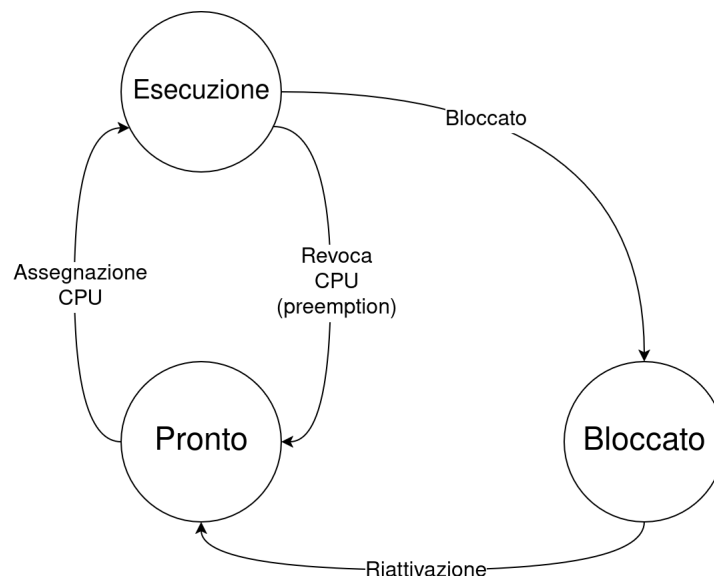 Esecuzione
Bloccato
Assegnazione
CPU
Revoca
CPU
(preemption)
Pronto
Bloccato
Riattivazione